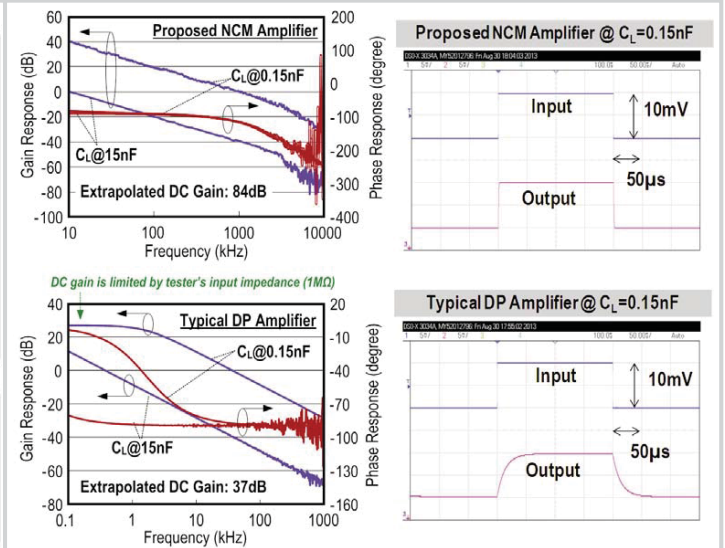 Proposed NCM Amplifier
60
40
20
0
-20
-40
-60
-80
-100
Gain Response (dB)
200
100
0
-100
-200
-300
-400
Phase Response (degree)
CL@0.15nF
CL@15nF
Extrapolated DC Gain: 84dB
10
100
1000
10000
Frequency (kHz)
Proposed NCM Amplifier @ CL=0.15nF
Input
10mV
50µs
Output
DC gain is limited by tester's input impedance (1MΩ)
Typical DP Amplifier
40
20
0
-20
-40
-60
-80
Gain Response (dB)
20
-10
-40
-70
-100
-130
-160
Phase Response (degree)
CL@0.15nF
CL@15nF
Extrapolated DC Gain: 37dB
0.1
1
10
100
1000
Frequency (kHz)
Typical DP Amplifier @ CL=0.15nF
Input
10mV
50µs
Output